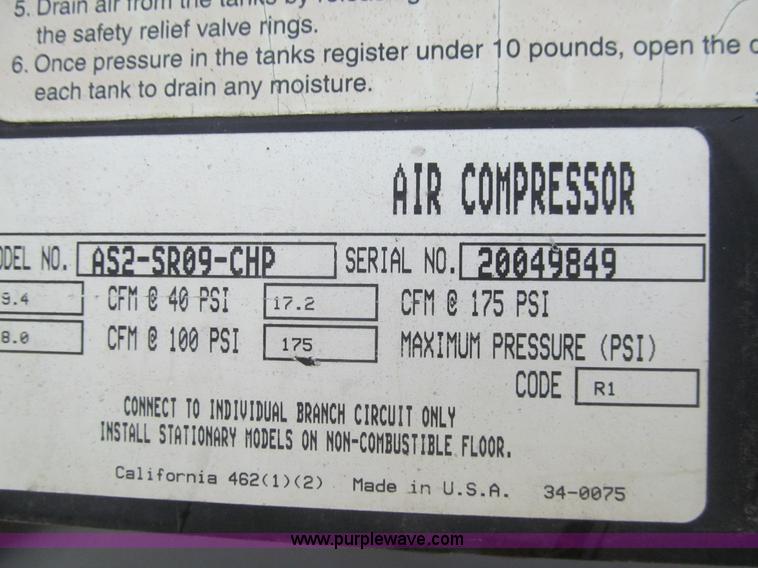 5. Drain air from the tanks by
the safety relief valve rings.
6. Once pressure in the tanks register under 10 pounds, open the
each tank to drain any moisture.
AIR COMPRESSOR
MODEL NO. AS2-SR09-CHP SERIAL NO. 20049849
9.4 CFM @ 40 PSI 17.2 CFM @ 175 PSI
8.0 CFM @ 100 PSI 175 MAXIMUM PRESSURE (PSI)
CODE R1
CONNECT TO INDIVIDUAL BRANCH CIRCUIT ONLY
INSTALL STATIONARY MODELS ON NON-COMBUSTIBLE FLOOR.
California 462(1)(2) Made in U.S.A. 34-0075
www.purplewave.com